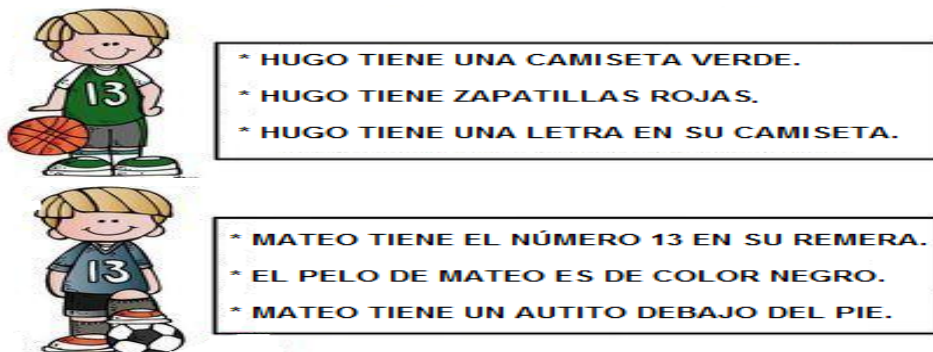 13
* HUGO TIENE UNA CAMISETA VERDE.
* HUGO TIENE ZAPATILLAS ROJAS.
* HUGO TIENE UNA LETRA EN SU CAMISETA.
13
* MATEO TIENE EL NÚMERO 13 EN SU REMERA.
* EL PELO DE MATEO ES DE COLOR NEGRO.
* MATEO TIENE UN AUTITO DEBAJO DEL PIE.